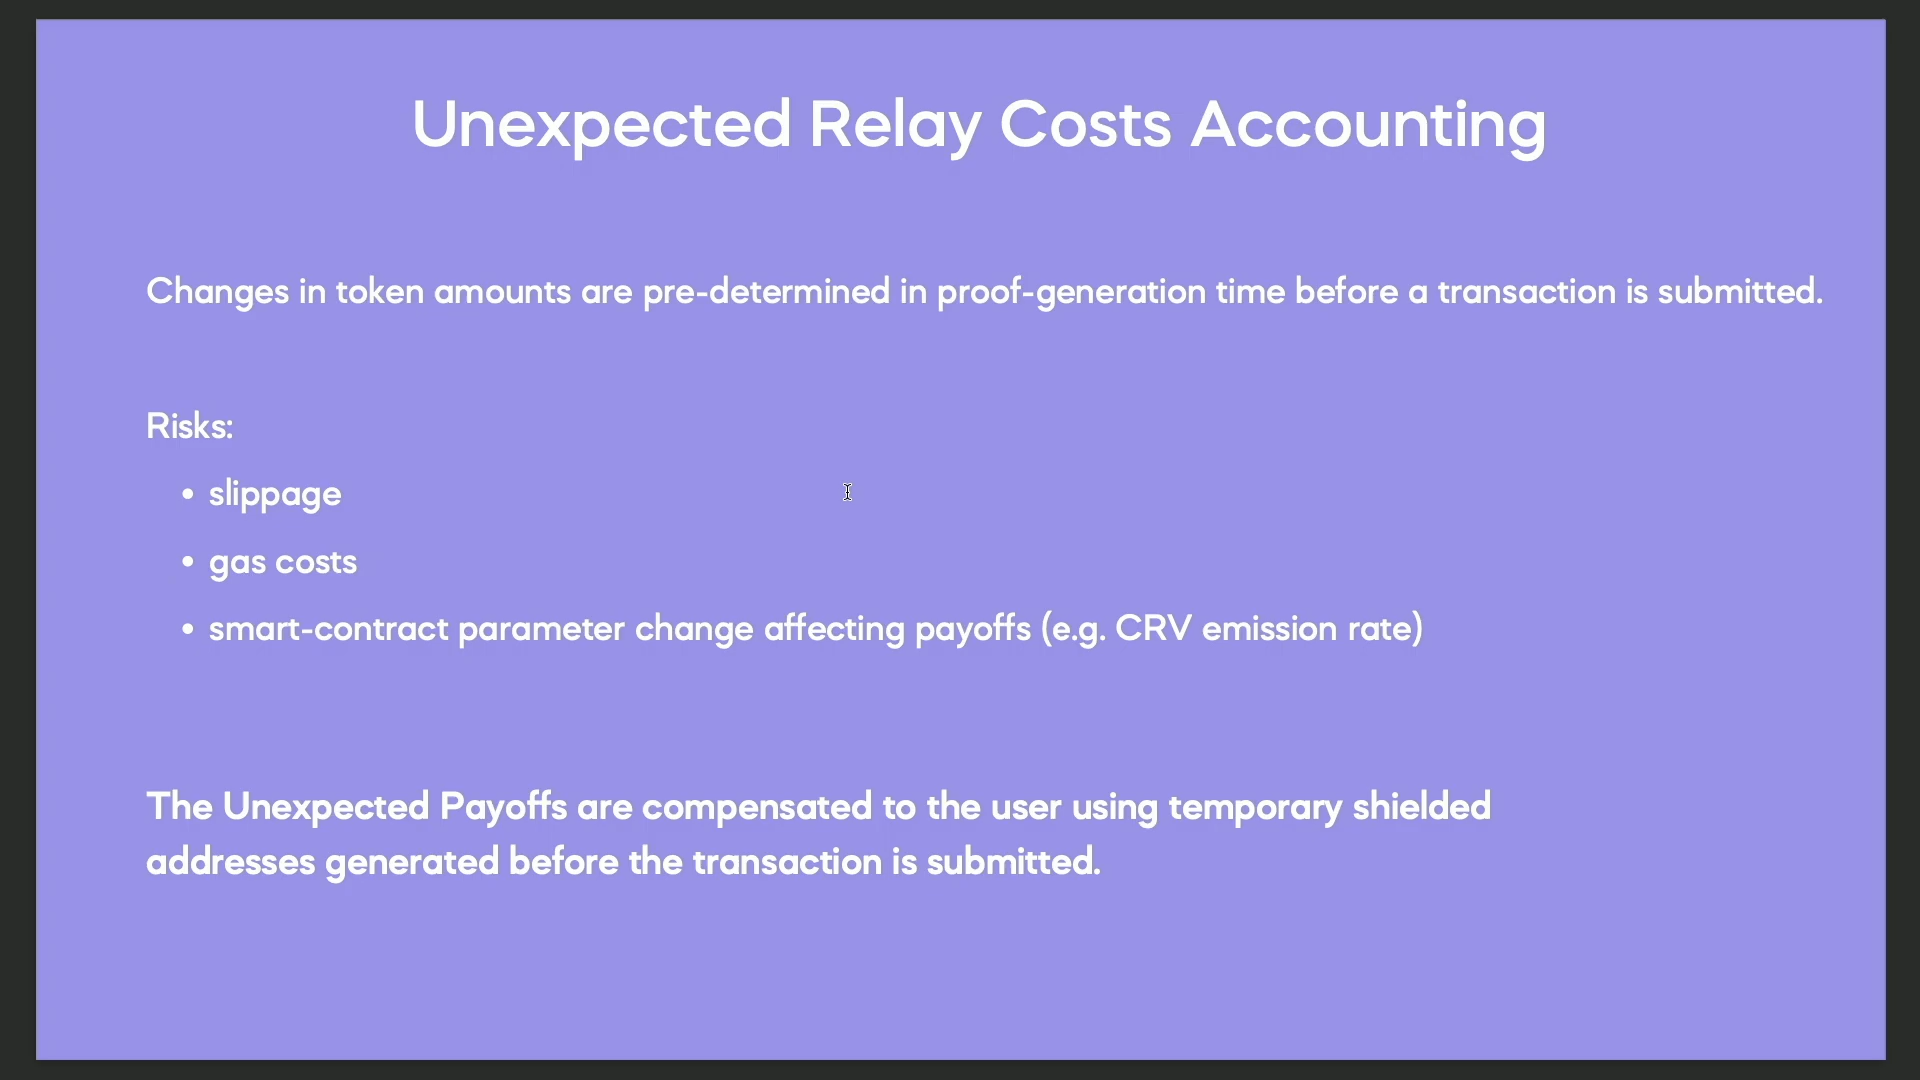 Unexpected Relay Costs Accounting
Changes in token amounts are pre-determined in proof-generation time before a transaction is submitted.
Risks:
• slippage
• gas costs
• smart-contract parameter change affecting payoffs (e.g. CRV emission rate)
The Unexpected Payoffs are compensated to the user using temporary shielded
addresses generated before the transaction is submitted.